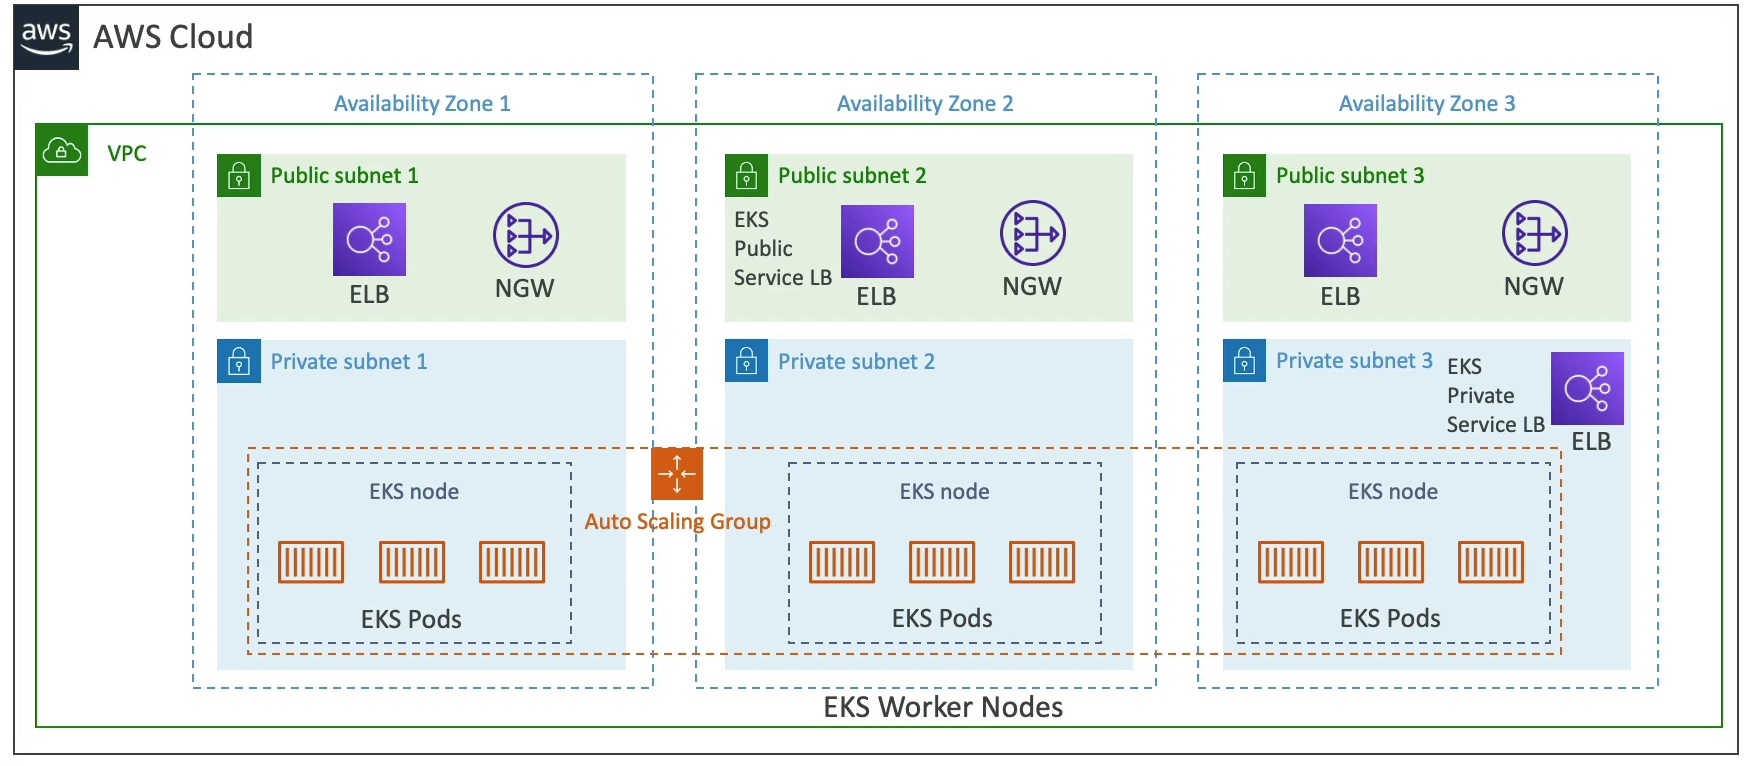 aws
AWS Cloud
Availability Zone 1
Availability Zone 2
Availability Zone 3
VPC
Public subnet 1
ELB
NGW
Public subnet 2
EKS
Public
Service LB
ELB
NGW
Public subnet 3
ELB
NGW
Private subnet 1
Private subnet 2
Private subnet 3
EKS
Private
Service LB
ELB
Auto Scaling Group
EKS node
EKS Pods
EKS node
EKS Pods
EKS node
EKS Pods
EKS Worker Nodes